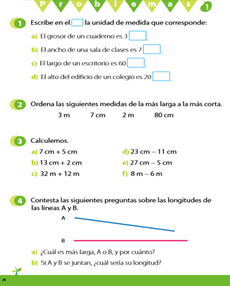 Problemas 1
1 Escribe en el □ la unidad de medida que corresponde:
a) El grosor de un cuaderno es 3 □.
b) El ancho de una sala de clases es 7 □.
c) El largo de un escritorio es 60 □.
d) El alto del edificio de un colegio es 20 □.
2 Ordena las siguientes medidas de la más larga a la más corta.
3 m 7 cm 2 m 80 cm
3 Calculemos.
a) 7 cm + 5 cm d) 23 cm – 11 cm
b) 13 cm + 2 cm e) 27 cm – 5 cm
c) 32 m + 12 m f) 8 m – 6 m
4 Contesta las siguientes preguntas sobre las longitudes de
las líneas A y B.
A
B
a) ¿Cuál es más larga, A o B, y por cuánto?
b) Si A y B se juntan, ¿cuál sería su longitud?